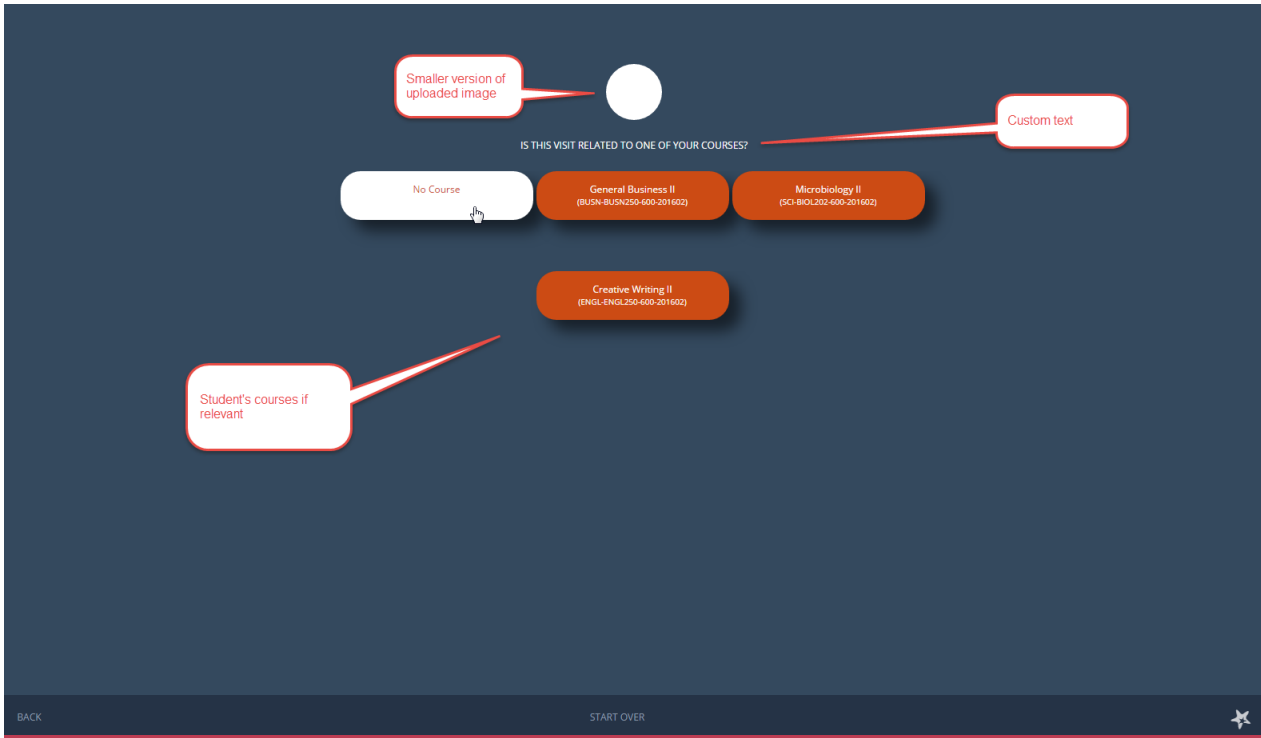 Smaller version of
uploaded image
Custom text
IS THIS VISIT RELATED TO ONE OF YOUR COURSES?
No Course
General Business II
(BUSN-BUSN250-600-201602)
Microbiology II
(SCI-BIOL202-600-201602)
Creative Writing II
(ENGL-ENGL250-600-201602)
Student's courses if
relevant
BACK
START OVER